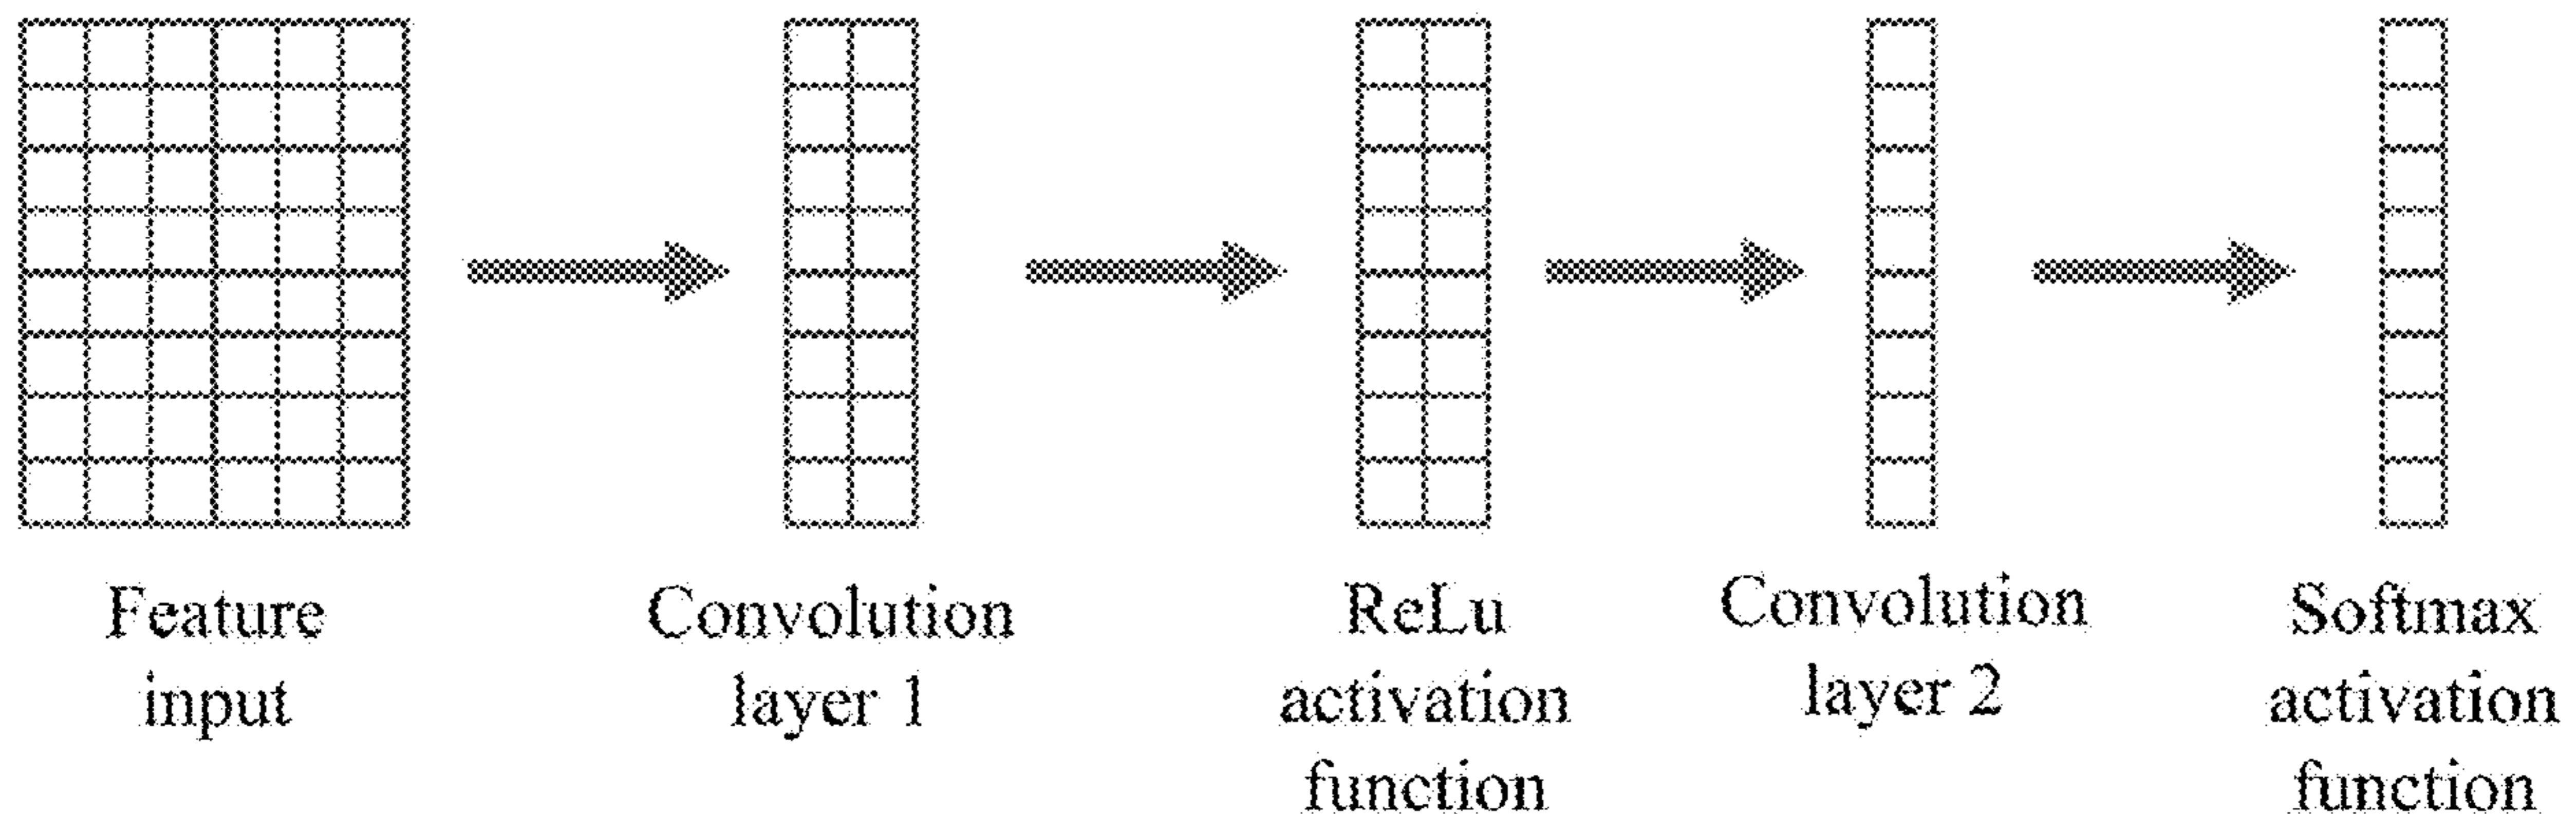 Feature
input
Convolution
layer 1
ReLu
activation
function
Convolution
layer 2
Softmax
activation
function